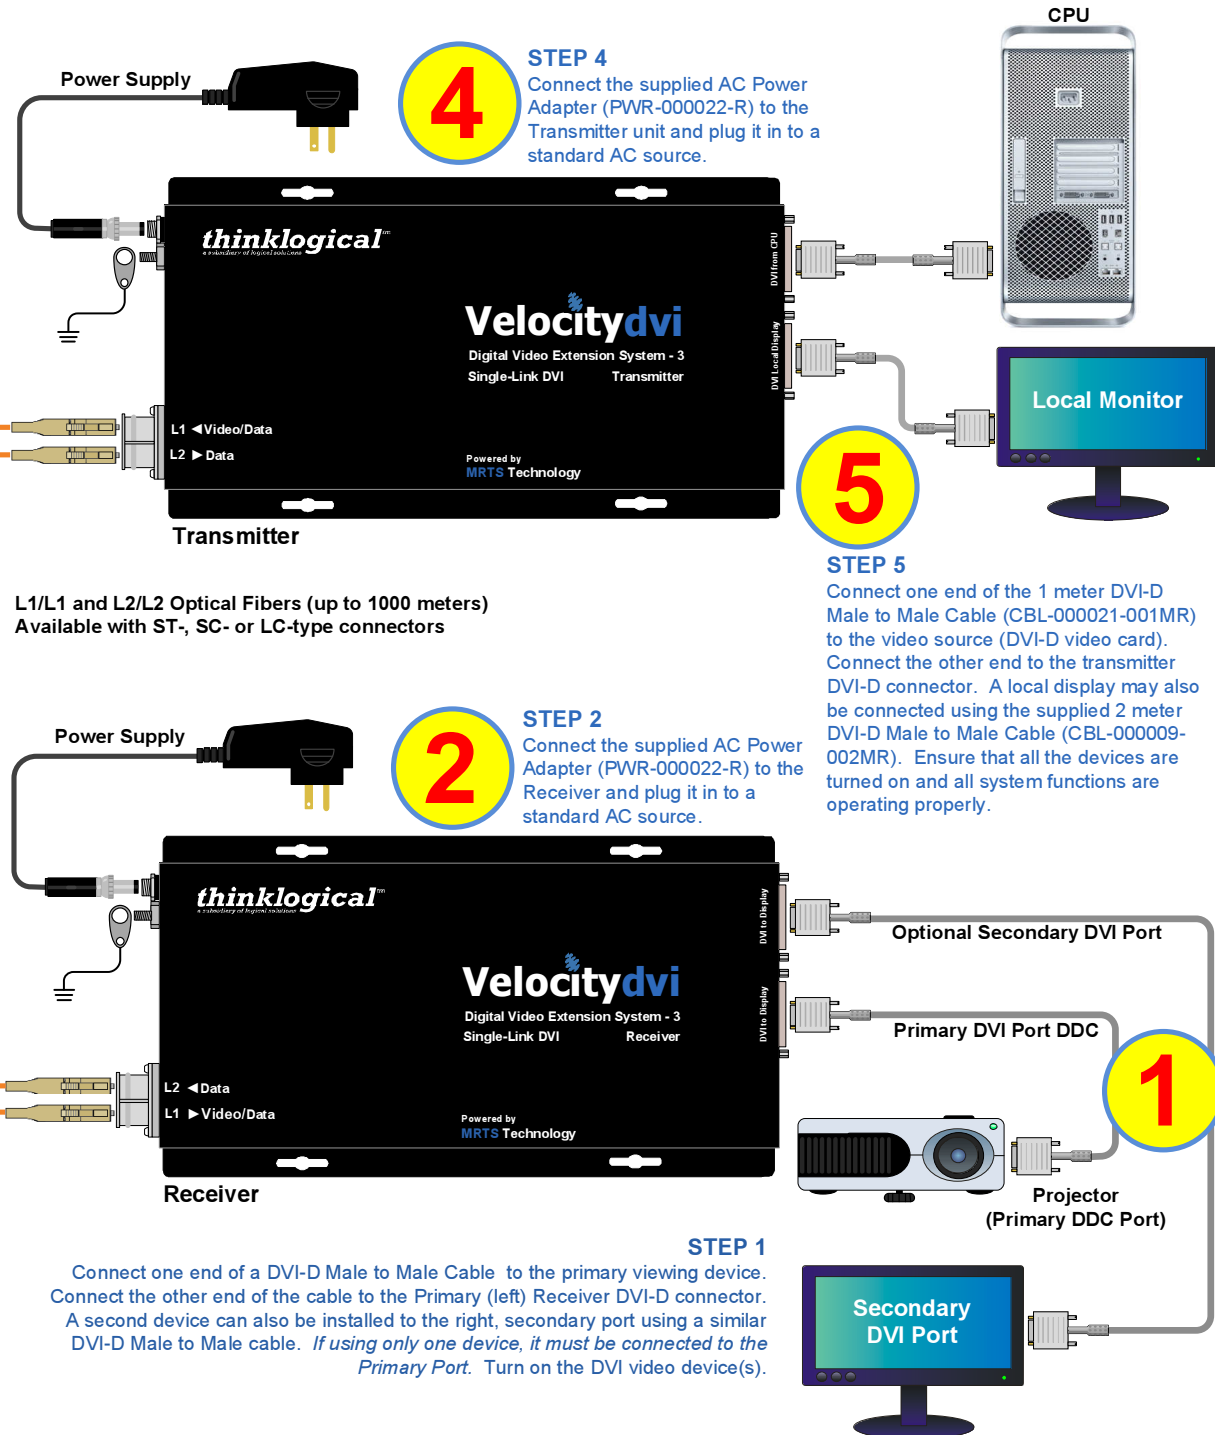 CPU
Power Supply
4
STEP 4
Connect the supplied AC Power
Adapter (PWR-000022-R) to the
Transmitter unit and plug it in to a
standard AC source.
thinklogical™
a subsidiary of logical solutions
DVI from CPU
Velocitydvi
Digital Video Extension System - 3
Single-Link DVI Transmitter
DVI Local Display
Local Monitor
L1 ◄Video/Data
L2 ►Data
Powered by
MRTS Technology
Transmitter
5
STEP 5
Connect one end of the 1 meter DVI-D
Male to Male Cable (CBL-000021-001MR)
to the video source (DVI-D video card).
Connect the other end to the transmitter
DVI-D connector. A local display may also
be connected using the supplied 2 meter
DVI-D Male to Male Cable (CBL-000009-
002MR). Ensure that all the devices are
turned on and all system functions are
operating properly.
L1/L1 and L2/L2 Optical Fibers (up to 1000 meters)
Available with ST-, SC- or LC-type connectors
Power Supply
2
STEP 2
Connect the supplied AC Power
Adapter (PWR-000022-R) to the
Receiver and plug it in to a
standard AC source.
thinklogical™
a subsidiary of logical solutions
DVI to Display
Optional Secondary DVI Port
Velocitydvi
Digital Video Extension System - 3
Single-Link DVI Receiver
DVI to Display
Primary DVI Port DDC
1
L2 ◄Data
L1 ►Video/Data
Powered by
MRTS Technology
Receiver
Projector
(Primary DDC Port)
STEP 1
Connect one end of a DVI-D Male to Male Cable to the primary viewing device.
Connect the other end of the cable to the Primary (left) Receiver DVI-D connector.
A second device can also be installed to the right, secondary port using a similar
DVI-D Male to Male cable. If using only one device, it must be connected to the
Primary Port. Turn on the DVI video device(s).
Secondary
DVI Port